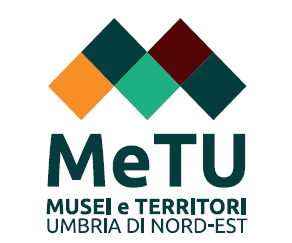 MeTU
MUSEI e TERRITORI
UMBRIA DI NORD-EST